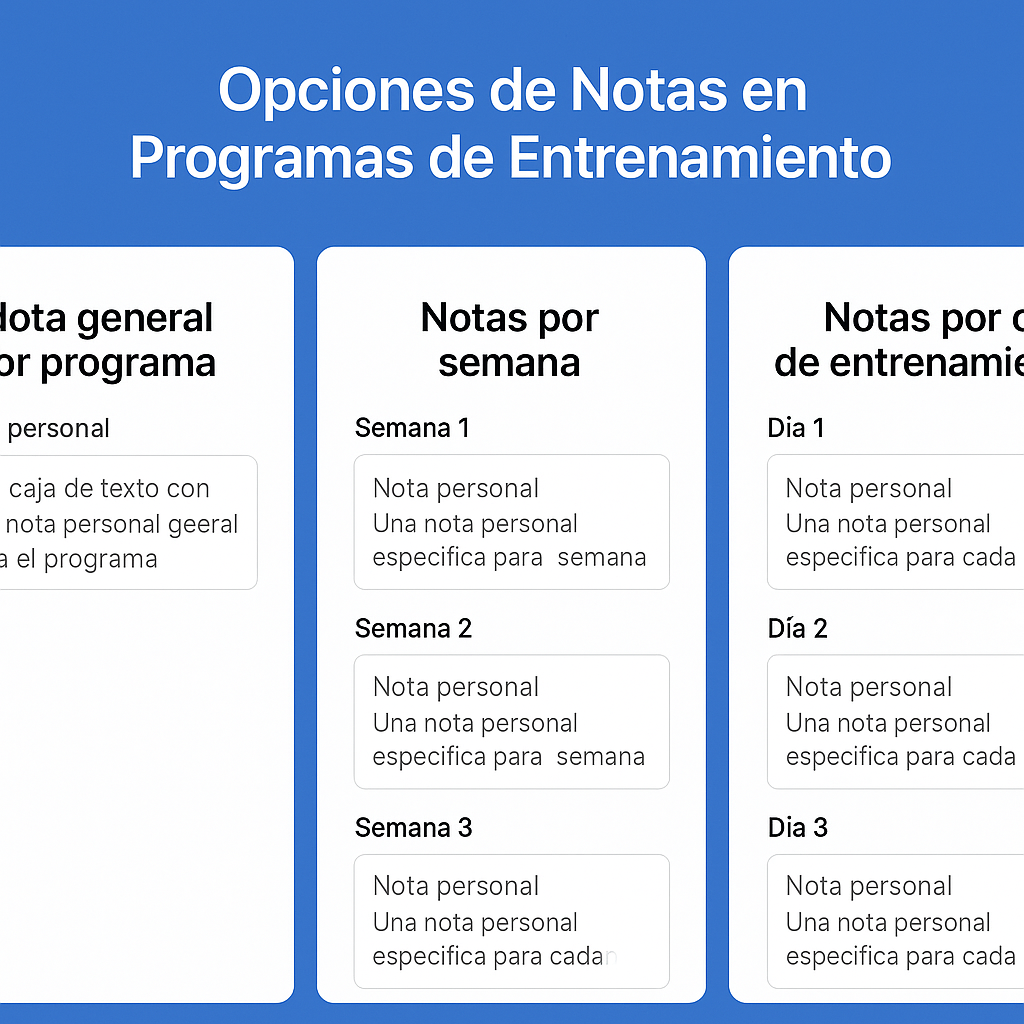 Opciones de Notas en
Programas de Entrenamiento
ota general
or programa
personal
caja de texto con
nota personal geeral
a el programa
Notas por
semana
Semana 1
Nota personal
Una nota personal
especifica para semana
Semana 2
Nota personal
Una nota personal
especifica para semana
Semana 3
Nota personal
Una nota personal
especifica para cada
Notas por
de entrenamie
Dia 1
Nota personal
Una nota personal
especifica para cada
Día 2
Nota personal
Una nota personal
especifica para cada
Dia 3
Nota personal
Una nota personal
especifica para cada